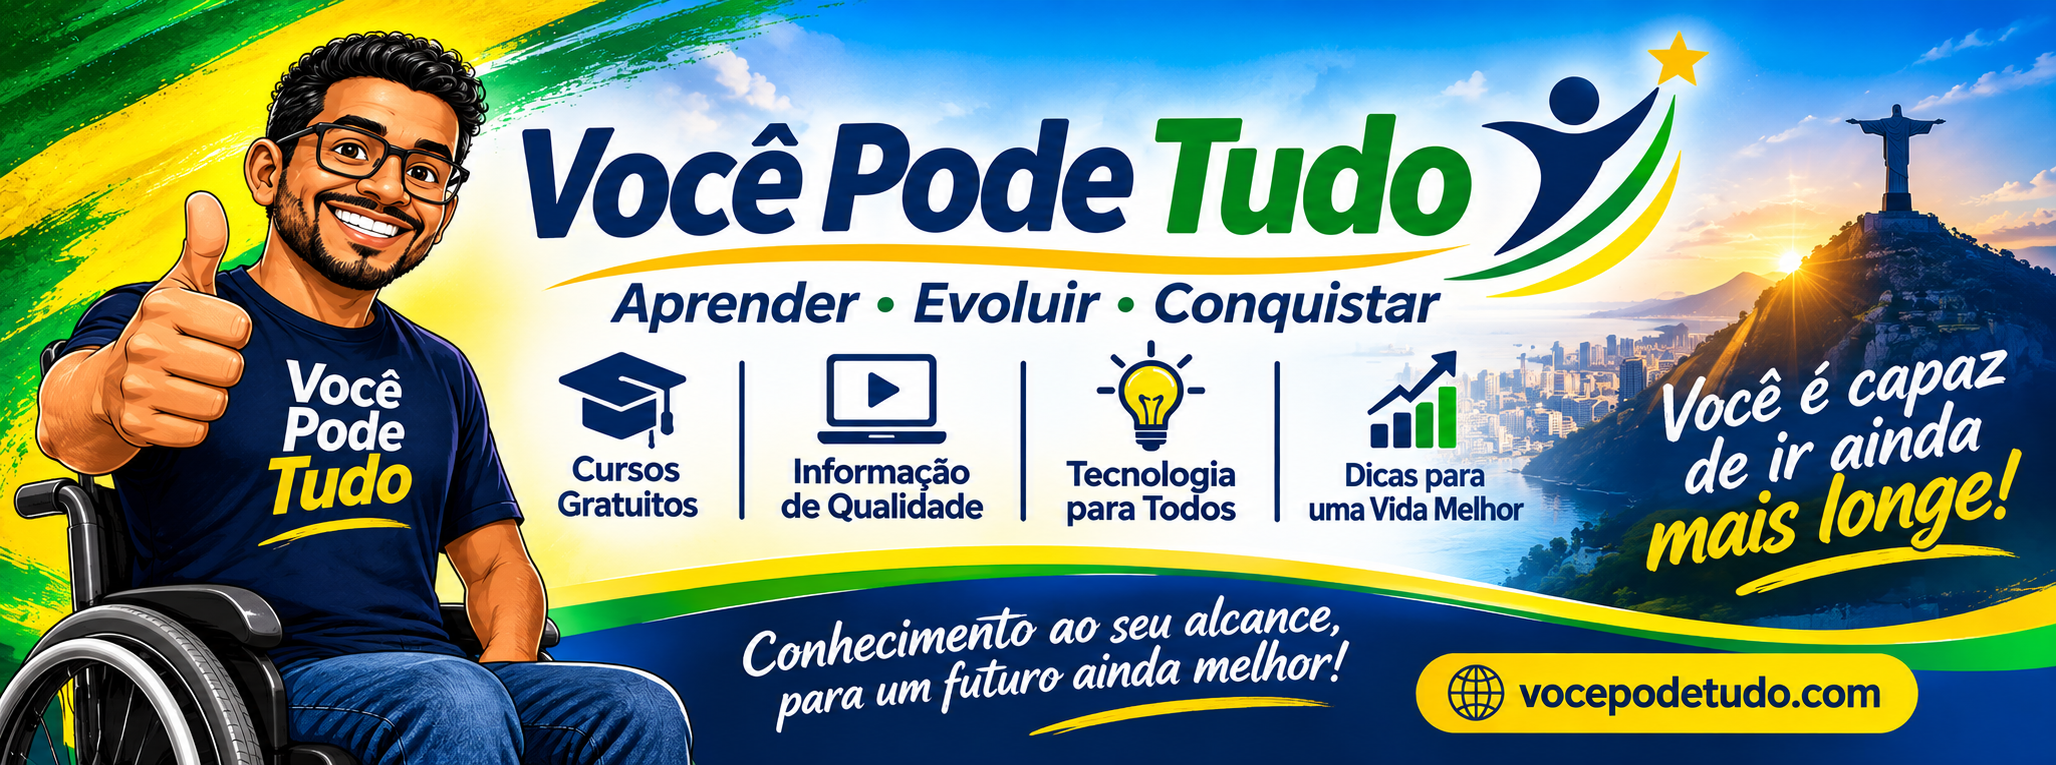 Você Pode Tudo
Aprender • Evoluir • Conquistar
Cursos
Gratuitos
Informação
de Qualidade
Tecnologia
para Todos
Dicas para
uma Vida Melhor
Você
Pode
Tudo
Você é capaz
de ir ainda
mais longe!
Conhecimento ao seu alcance,
para um futuro ainda melhor!
vocepodetudo.com